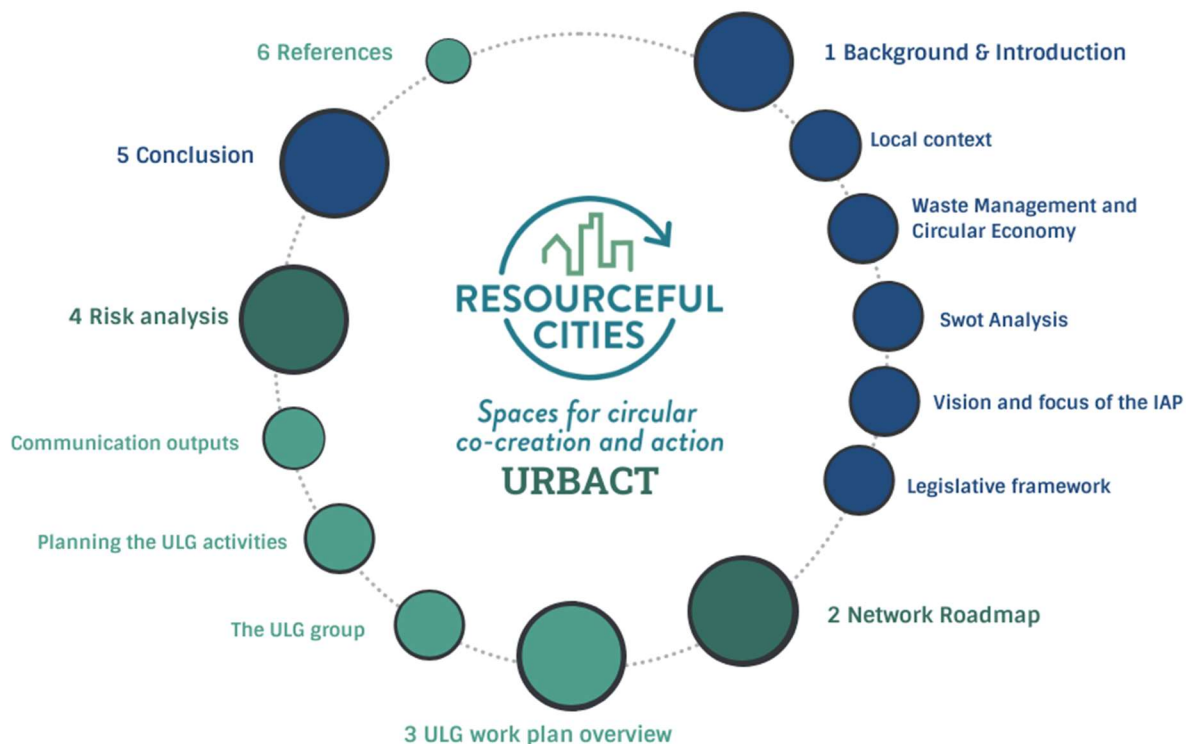 1 Background & Introduction
Local context
Waste Management and
Circular Economy
Swot Analysis
Vision and focus of the IAP
Legislative framework
2 Network Roadmap
3 ULG work plan overview
The ULG group
Planning the ULG activities
Communication outputs
4 Risk analysis
5 Conclusion
6 References
RESOURCEFUL
CITIES
Spaces for circular
co-creation and action
URBACT